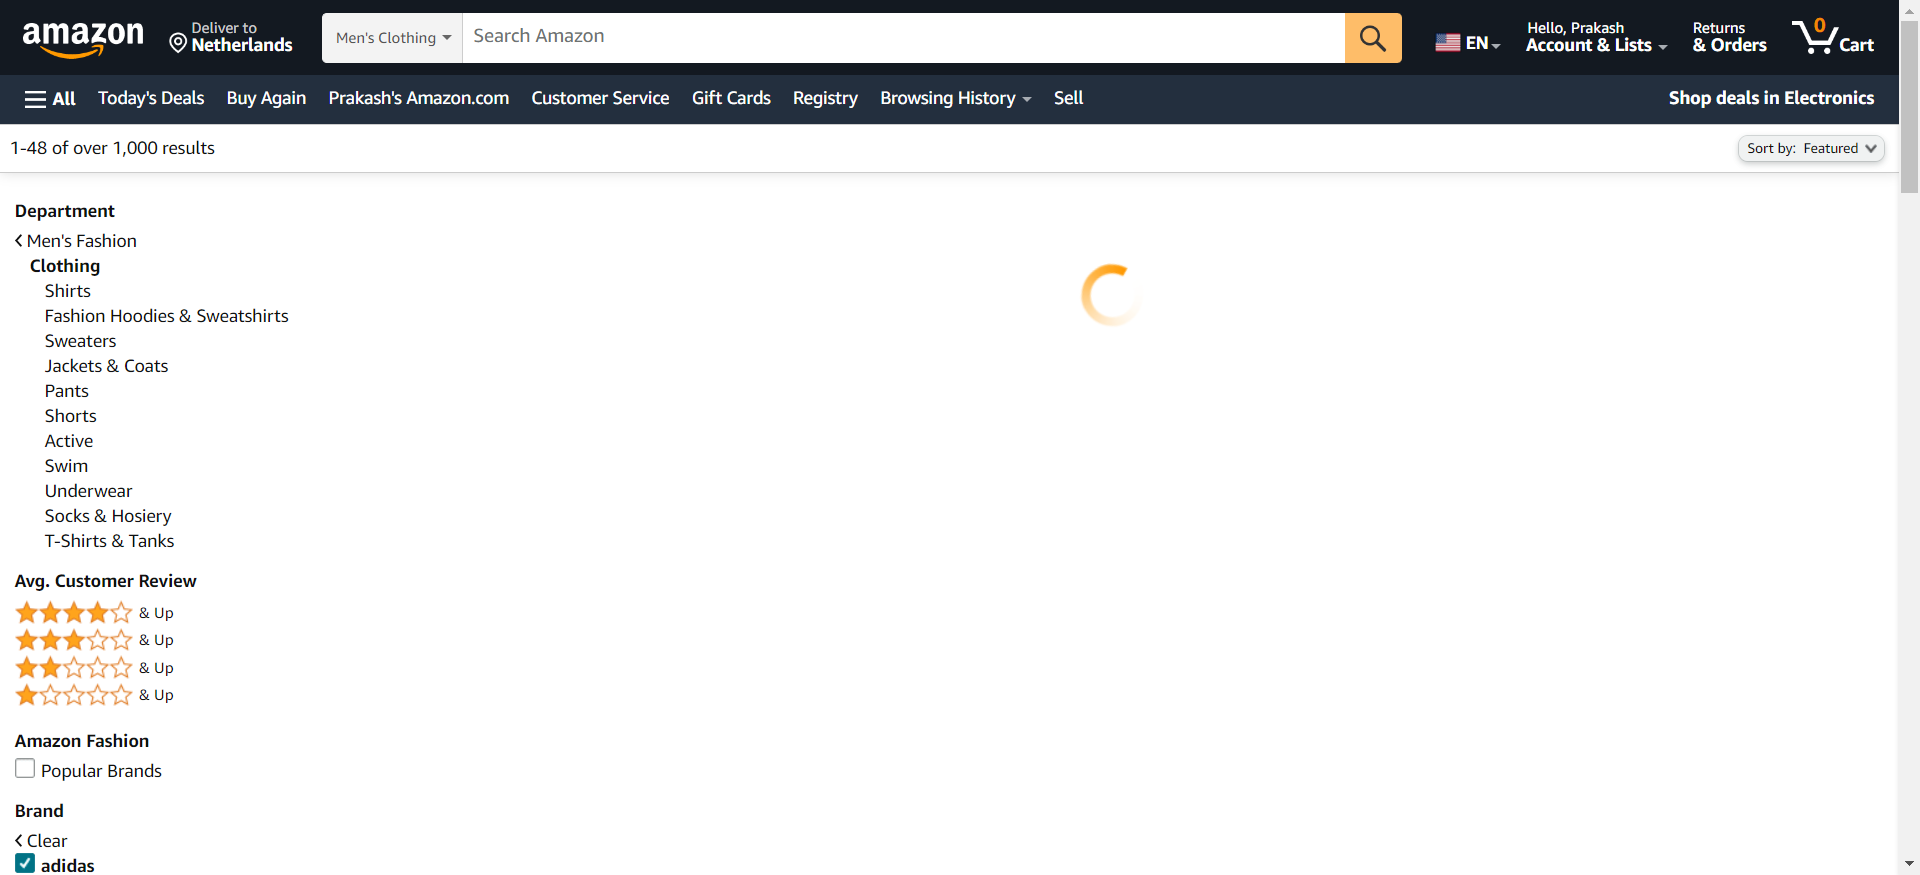 amazon
Deliver to
Netherlands
Men's Clothing
Search Amazon
EN
Hello, Prakash
Account & Lists
Returns
& Orders
0
Cart
All
Today's Deals
Buy Again
Prakash's Amazon.com
Customer Service
Gift Cards
Registry
Browsing History
Sell
Shop deals in Electronics
1-48 of over 1,000 results
Sort by: Featured
Department
Men's Fashion
Clothing
Shirts
Fashion Hoodies & Sweatshirts
Sweaters
Jackets & Coats
Pants
Shorts
Active
Swim
Underwear
Socks & Hosiery
T-Shirts & Tanks
Avg. Customer Review
& Up
& Up
& Up
& Up
Amazon Fashion
Popular Brands
Brand
Clear
adidas